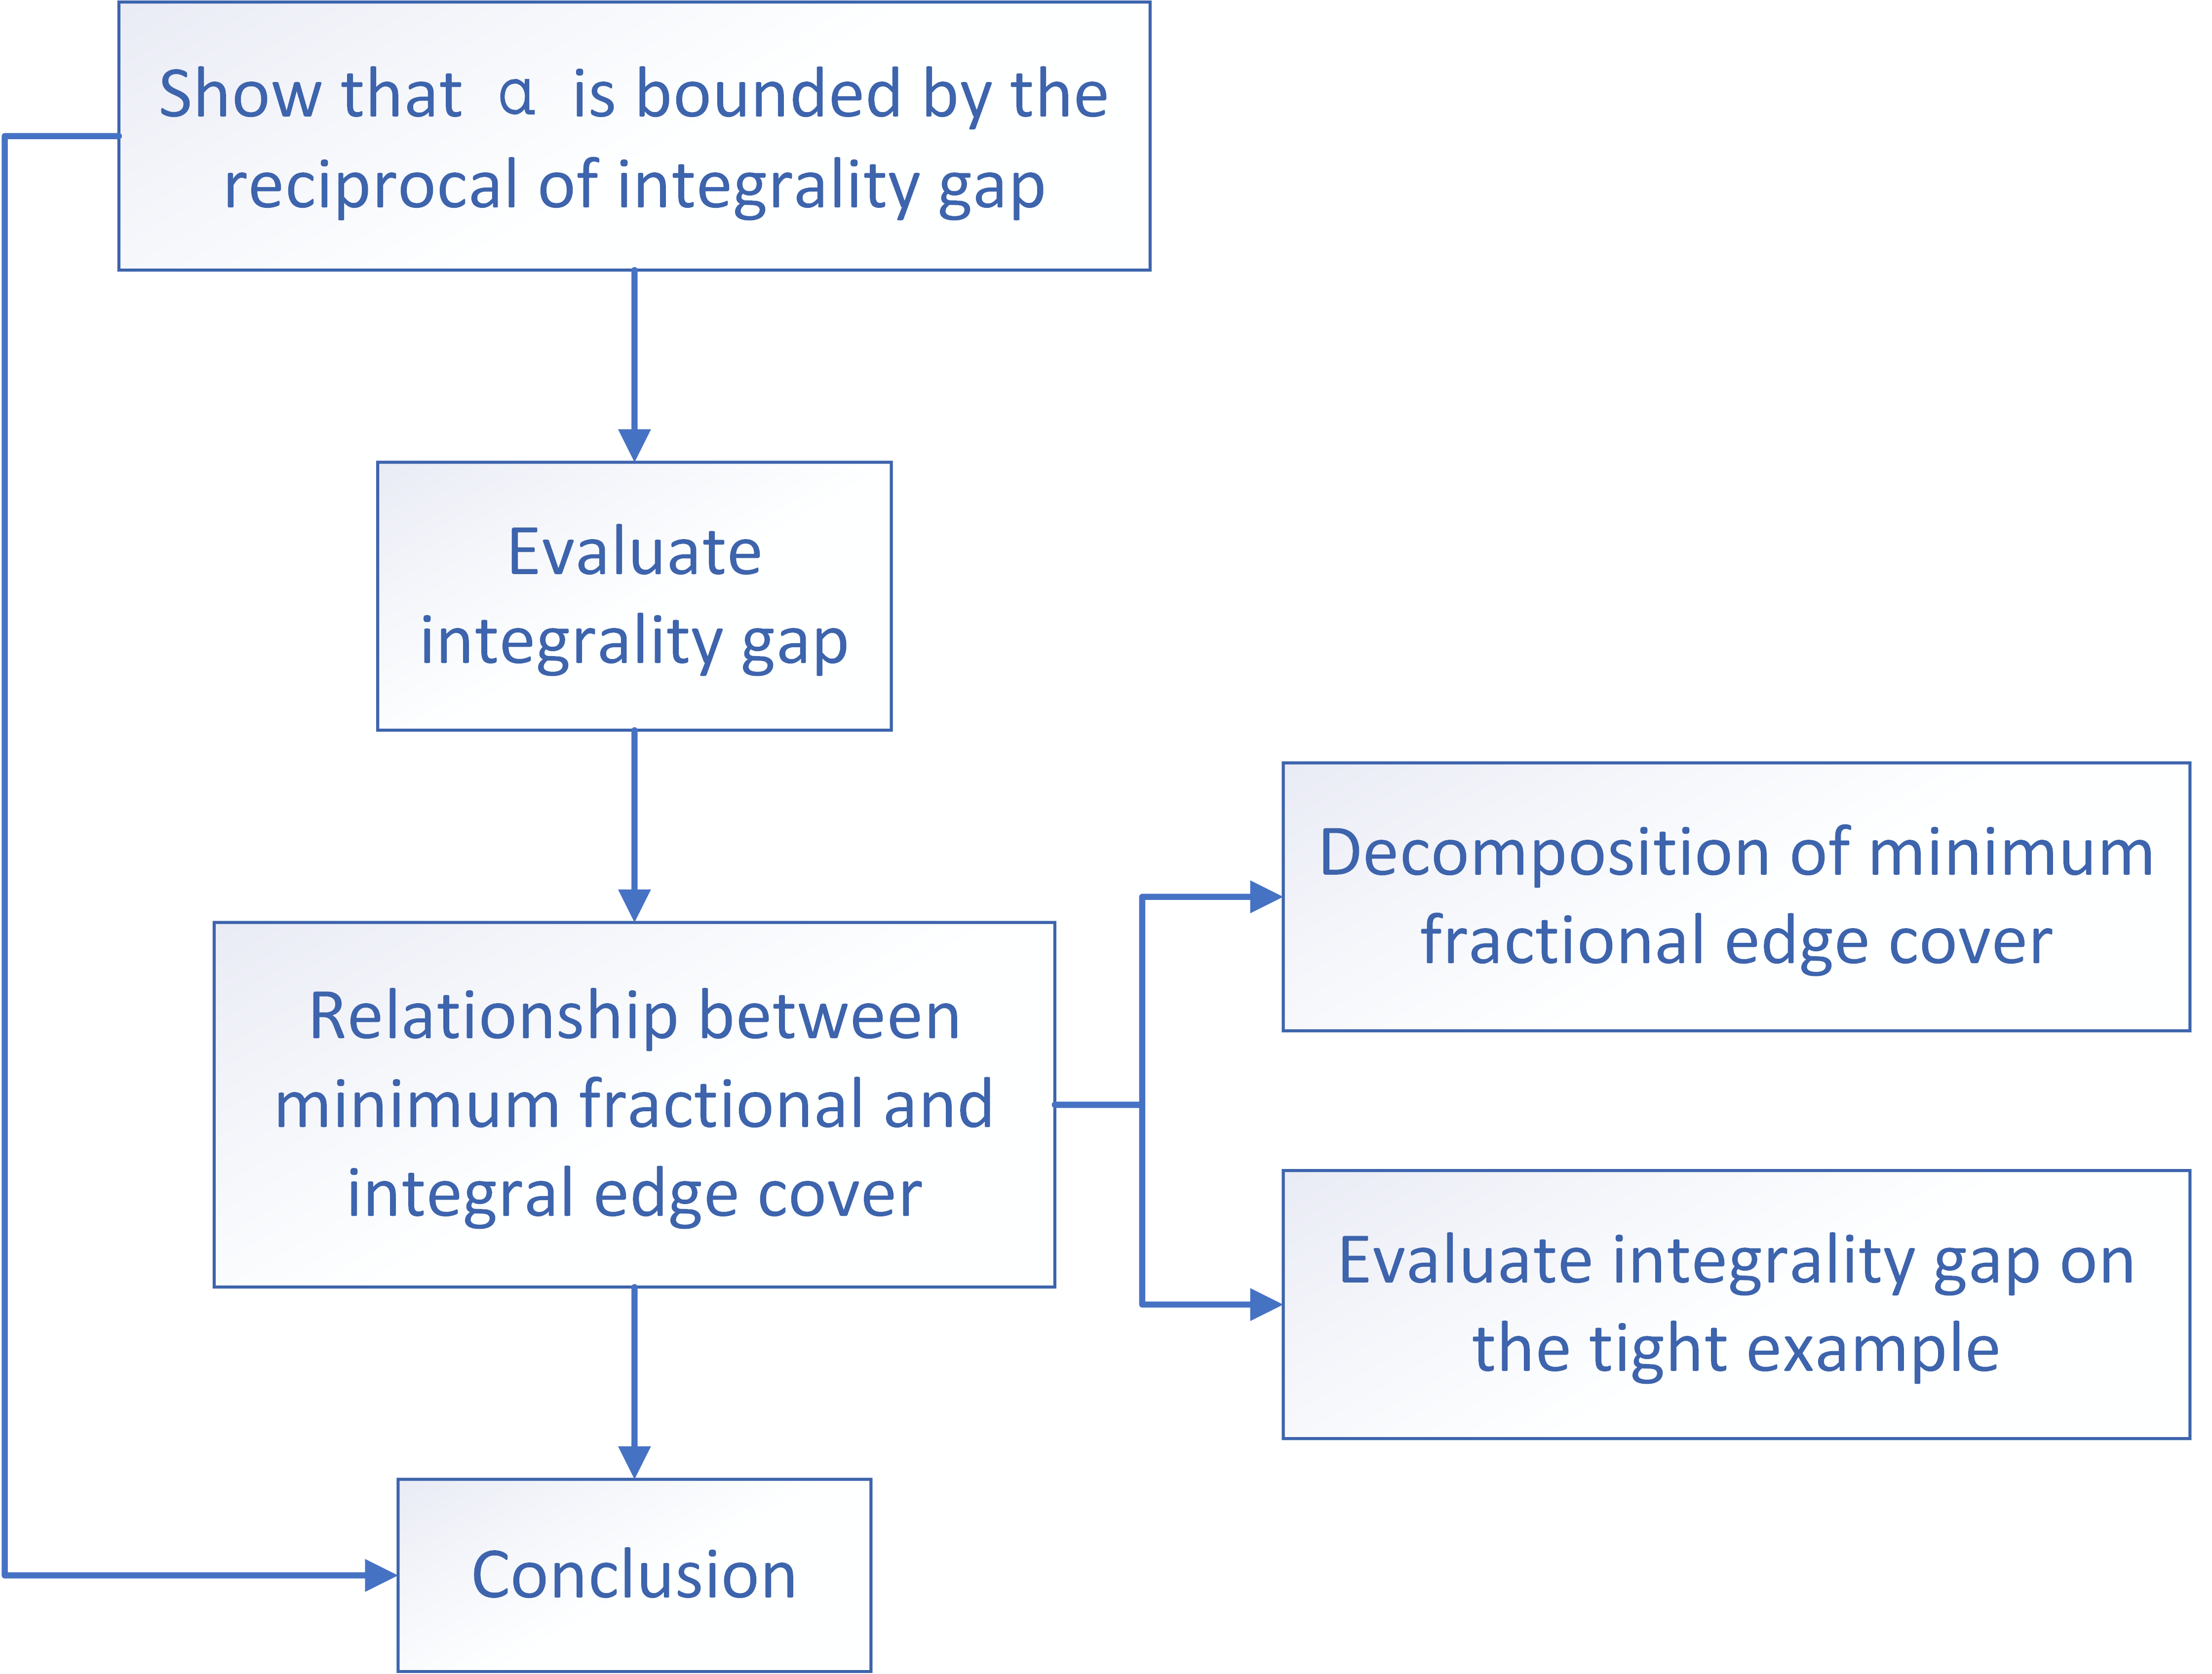 Show that α is bounded by the
reciprocal of integrality gap
Evaluate
integrality gap
Relationship between
minimum fractional and
integral edge cover
Decomposition of minimum
fractional edge cover
Evaluate integrality gap on
the tight example
Conclusion